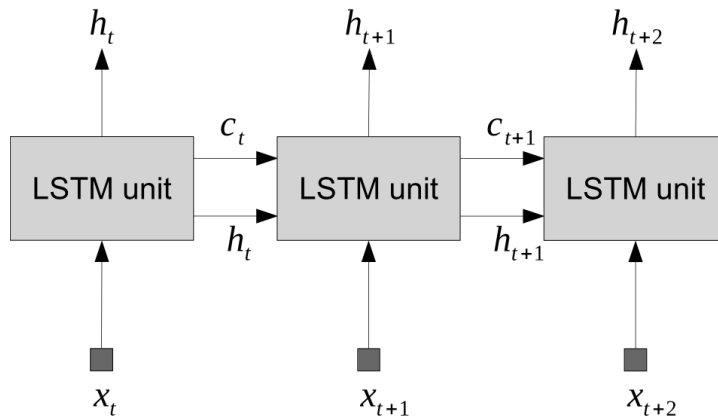 h_t h_{t+1} h_{t+2}
c_t c_{t+1}
LSTM unit LSTM unit LSTM unit
h_t h_{t+1}
x_t x_{t+1} x_{t+2}